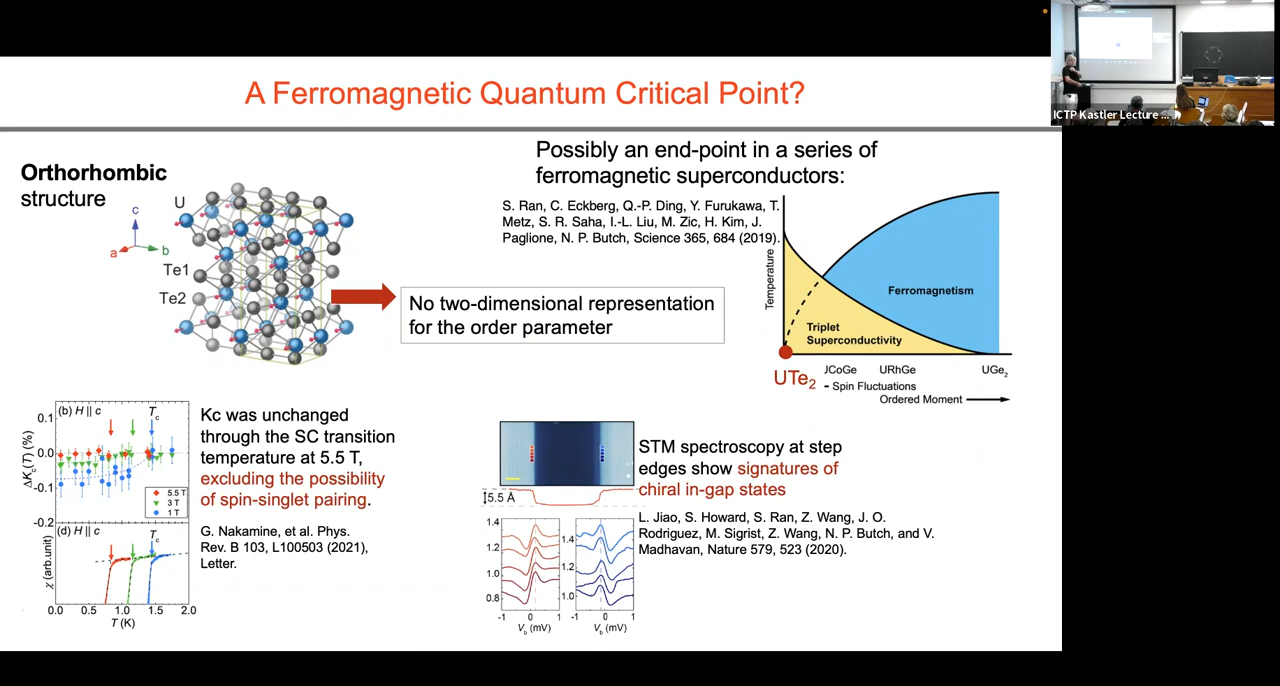 A Ferromagnetic Quantum Critical Point?
ICTP Kastler Lecture ...
Orthorhombic
structure
U
c
a
b
Te1
Te2
Possibly an end-point in a series of
ferromagnetic superconductors:
S. Ran, C. Eckberg, Q.-P. Ding, Y. Furukawa, T.
Metz, S. R. Saha, I.-L. Liu, M. Zic, H. Kim, J.
Paglione, N. P. Butch, Science 365, 684 (2019).
No two-dimensional representation
for the order parameter
Temperature
Ferromagnetism
Triplet
Superconductivity
UTe2
JCoGe
URhGe
UGe2
Spin Fluctuations
Ordered Moment
(b) H || c
Tc
ΔKc(T) (%)
0.1
0.0
-0.1
-0.2
5.5 T
3 T
1 T
(d) H || c
Tc
χ (arb.unit)
0.0 0.5 1.0 1.5 2.0
T (K)
Kc was unchanged
through the SC transition
temperature at 5.5 T,
excluding the possibility
of spin-singlet pairing.
G. Nakamine, et al. Phys.
Rev. B 103, L100503 (2021),
Letter.
5.5 Å
1.4
1.2
1.0
0.8
-1 0 1
Vb (mV)
1.4
1.2
1.0
-1 0 1
Vb (mV)
STM spectroscopy at step
edges show signatures of
chiral in-gap states
L. Jiao, S. Howard, S. Ran, Z. Wang, J. O.
Rodriguez, M. Sigrist, Z. Wang, N. P. Butch, and V.
Madhavan, Nature 579, 523 (2020).